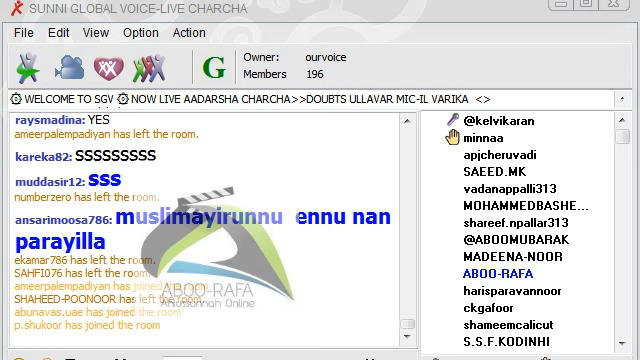 SUNNI GLOBAL VOICE-LIVE CHARCHA
File Edit View Option Action
G
Owner: ourvoice
Members 196
WELCOME TO SGV NOW LIVE AADARSHA CHARCHA>>DOUBTS ULLAVAR MIC-IL VARIKA <>
raysmadina: YES
ameerpalempadiyan has left the room.
kareka82: SSSSSSSSS
muddasir12: SSS
numberzero has left the room.
ansarimoosa786: muslimayirunnu ennu nan
parayilla
ekamar786 has left the room.
SAHFI076 has left the room.
ameerpalempadiyan has joined the room
SHAHEED-POONOOR has left the room.
abunavas.uae has joined the room
p.shukoor has joined the room
ABOO-RAFA
Ahlussunnah Online
@kelvikaran
minnaa
apjcheruvadi
SAEED.MK
vadanappalli313
MOHAMMEDBASHE...
shareef.npallar313
@ABOOMUBARAK
MADEENA-NOOR
ABOO-RAFA
harisparavannoor
ckgafoor
shameemcalicut
S.S.F.KODINHI